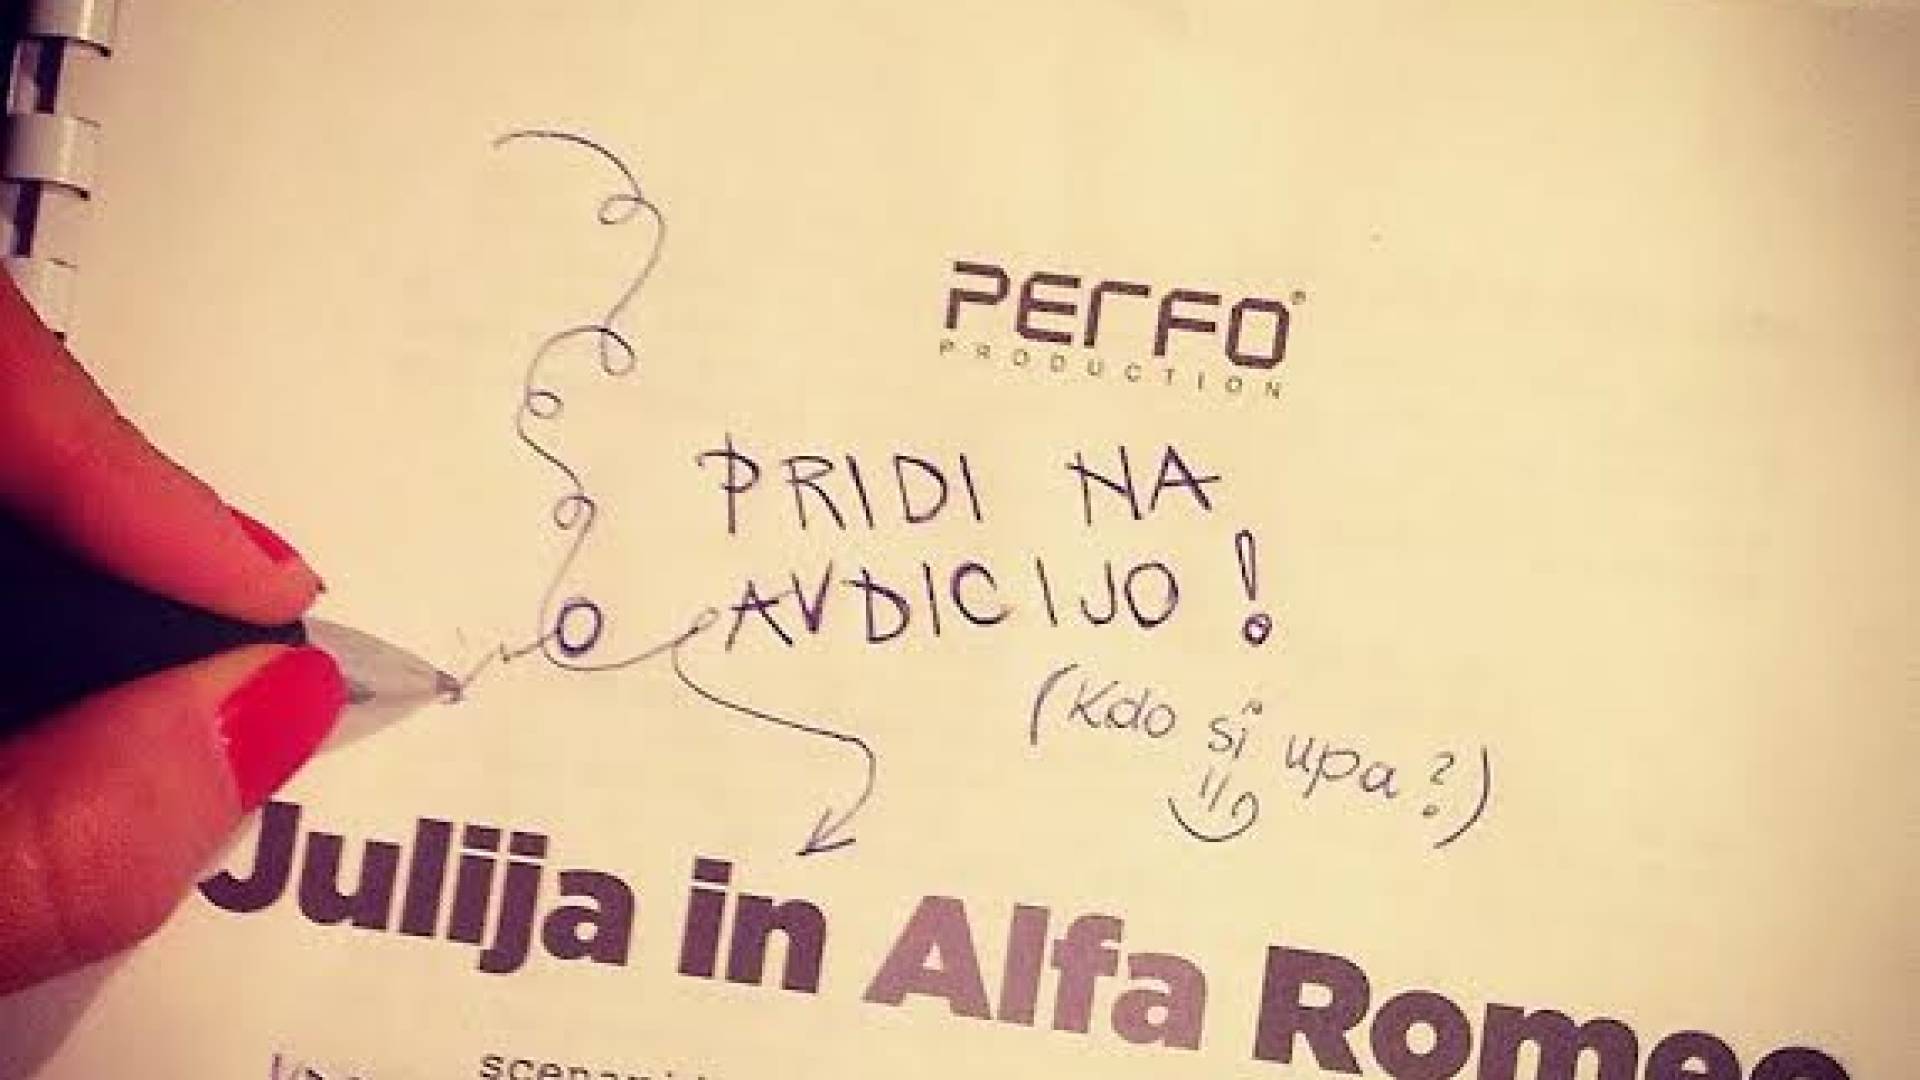 PERFO
PRODUCTION
PRIDI NA
AVDICIJO!
(Kdo si upa?)
Julija in Alfa Romeo